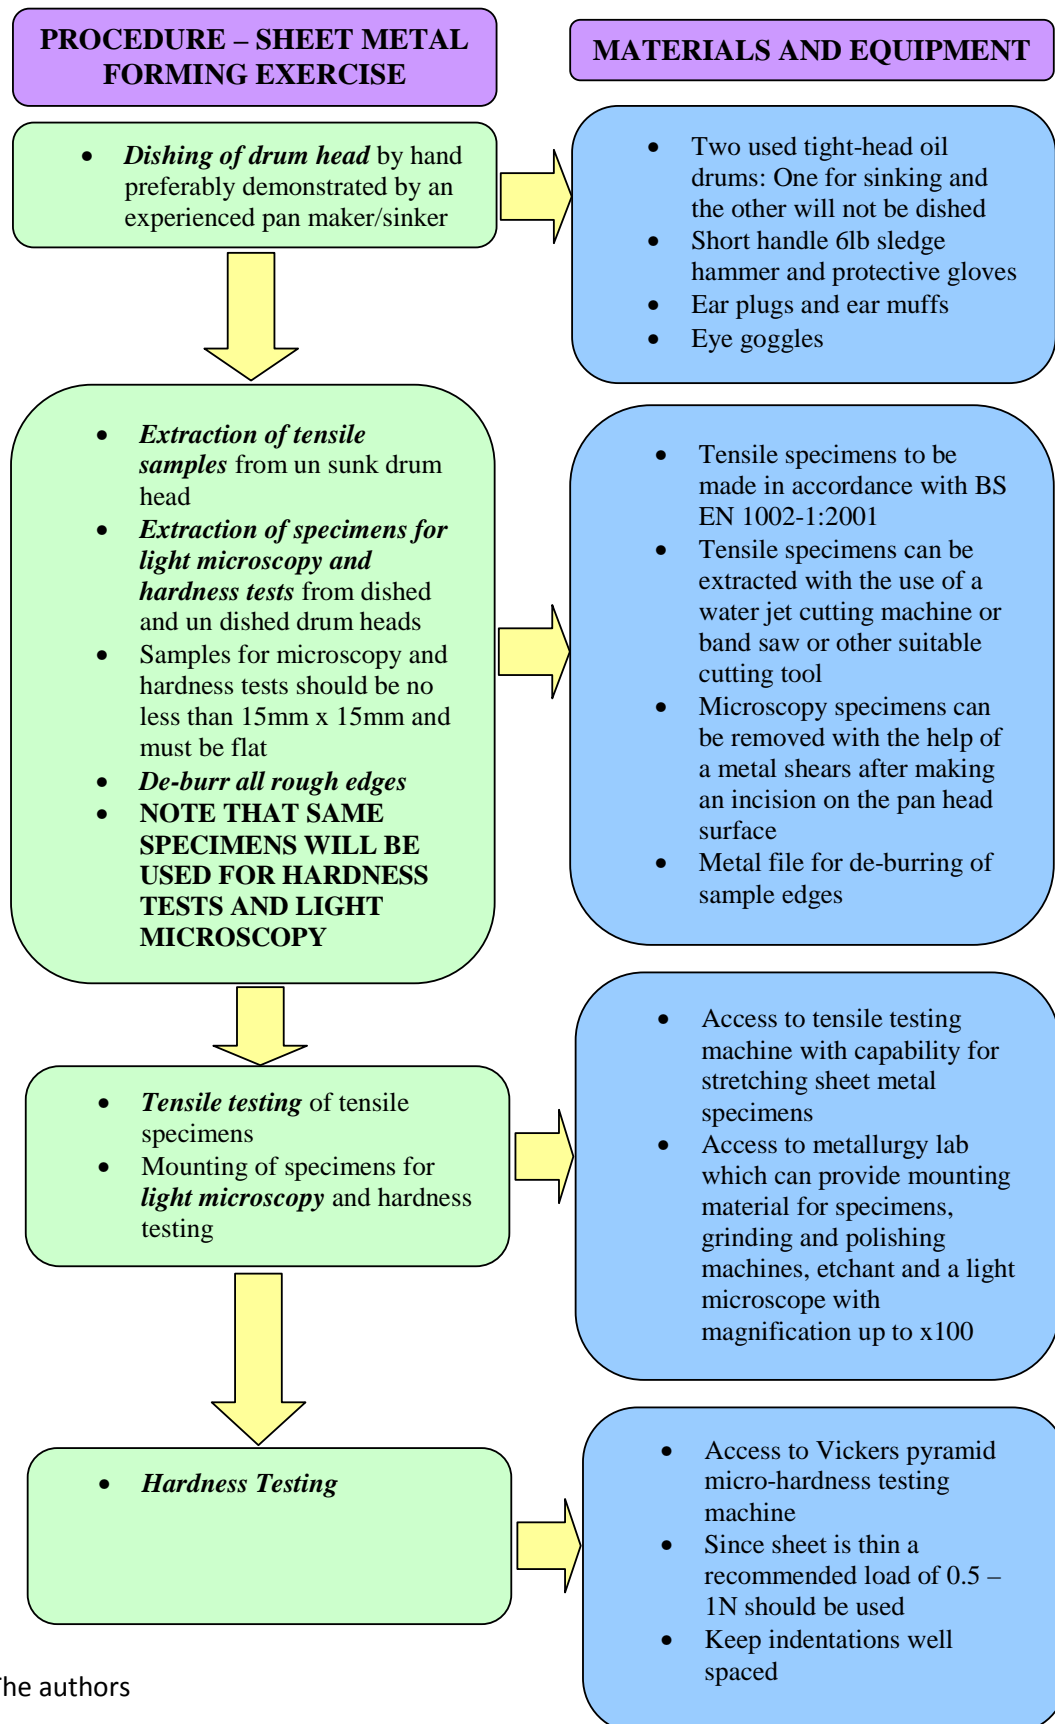 PROCEDURE – SHEET METAL
FORMING EXERCISE
MATERIALS AND EQUIPMENT
• Dishing of drum head by hand
preferably demonstrated by an
experienced pan maker/sinker
• Two used tight-head oil
drums: One for sinking and
the other will not be dished
• Short handle 6lb sledge
hammer and protective gloves
• Ear plugs and ear muffs
• Eye goggles
• Extraction of tensile
samples from un sunk drum
head
• Extraction of specimens for
light microscopy and
hardness tests from dished
and un dished drum heads
• Samples for microscopy and
hardness tests should be no
less than 15mm x 15mm and
must be flat
• De-burr all rough edges
• NOTE THAT SAME
SPECIMENS WILL BE
USED FOR HARDNESS
TESTS AND LIGHT
MICROSCOPY
• Tensile specimens to be
made in accordance with BS
EN 1002-1:2001
• Tensile specimens can be
extracted with the use of a
water jet cutting machine or
band saw or other suitable
cutting tool
• Microscopy specimens can
be removed with the help of
a metal shears after making
an incision on the pan head
surface
• Metal file for de-burring of
sample edges
• Tensile testing of tensile
specimens
• Mounting of specimens for
light microscopy and hardness
testing
• Access to tensile testing
machine with capability for
stretching sheet metal
specimens
• Access to metallurgy lab
which can provide mounting
material for specimens,
grinding and polishing
machines, etchant and a light
microscope with
magnification up to x100
• Hardness Testing
• Access to Vickers pyramid
micro-hardness testing
machine
• Since sheet is thin a
recommended load of 0.5 –
1N should be used
• Keep indentations well
spaced
The authors